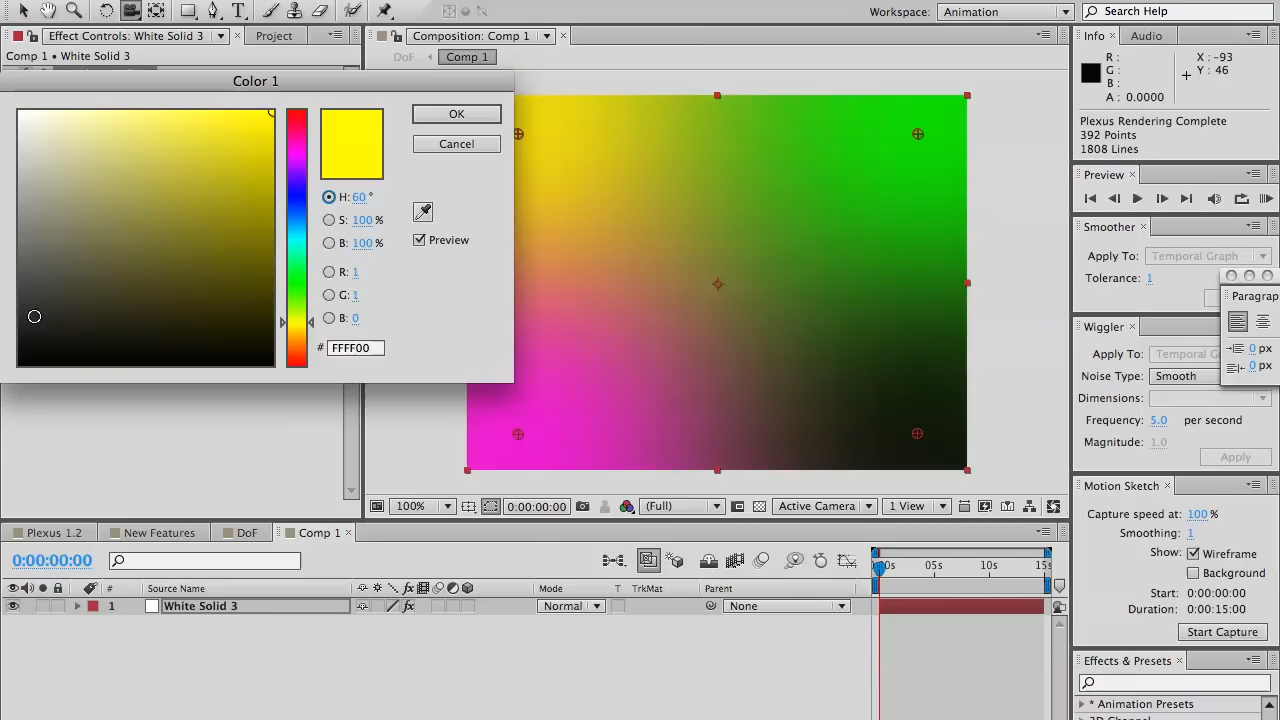 Workspace: Animation Search Help
Effect Controls: White Solid 3 Project
Composition: Comp 1
Info Audio
Comp 1 • White Solid 3
DoF Comp 1
R :
G :
B :
A : 0.0000
X : -93
Y : 46
Plexus Rendering Complete
392 Points
1808 Lines
Color 1
OK
Cancel
H: 60 °
S: 100 %
B: 100 %
Preview
R: 1
G: 1
B: 0
# FFFF00
Preview
Smoother
Apply To: Temporal Graph
Tolerance: 1
Paragrap
0 px
0 px
Wiggler
Apply To: Temporal Gra
Noise Type: Smooth
Dimensions:
Frequency: 5.0 per second
Magnitude: 1.0
Apply
Motion Sketch
Capture speed at: 100 %
Smoothing: 1
Show: Wireframe
Background
Start: 0:00:00:00
Duration: 0:00:15:00
Start Capture
Effects & Presets
* Animation Presets
100% 0:00:00:00 (Full) Active Camera 1 View
Plexus 1.2 New Features DoF Comp 1
0:00:00:00
05s 10s 15s
# Source Name Mode T TrkMat Parent
1 White Solid 3 Normal None